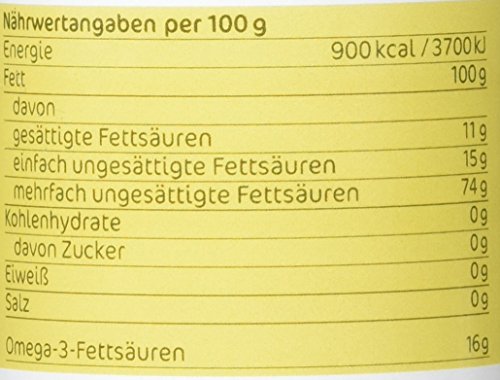 Nährwertangaben per 100 g
Energie 900 kcal / 3700 kJ
Fett 100 g
davon
gesättigte Fettsäuren 11 g
einfach ungesättigte Fettsäuren 15 g
mehrfach ungesättigte Fettsäuren 74 g
Kohlenhydrate 0 g
davon Zucker 0 g
Eiweiß 0 g
Salz 0 g
Omega-3-Fettsäuren 16 g